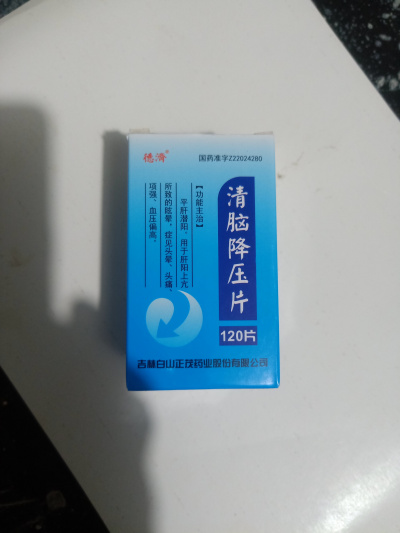 德济
国药准字Z22024280
清脑降压片
120片
【功能主治】
平肝潜阳。用于肝阳上亢
所致的眩晕，症见头晕、头痛、
项强、血压偏高。
吉林白山正茂药业股份有限公司